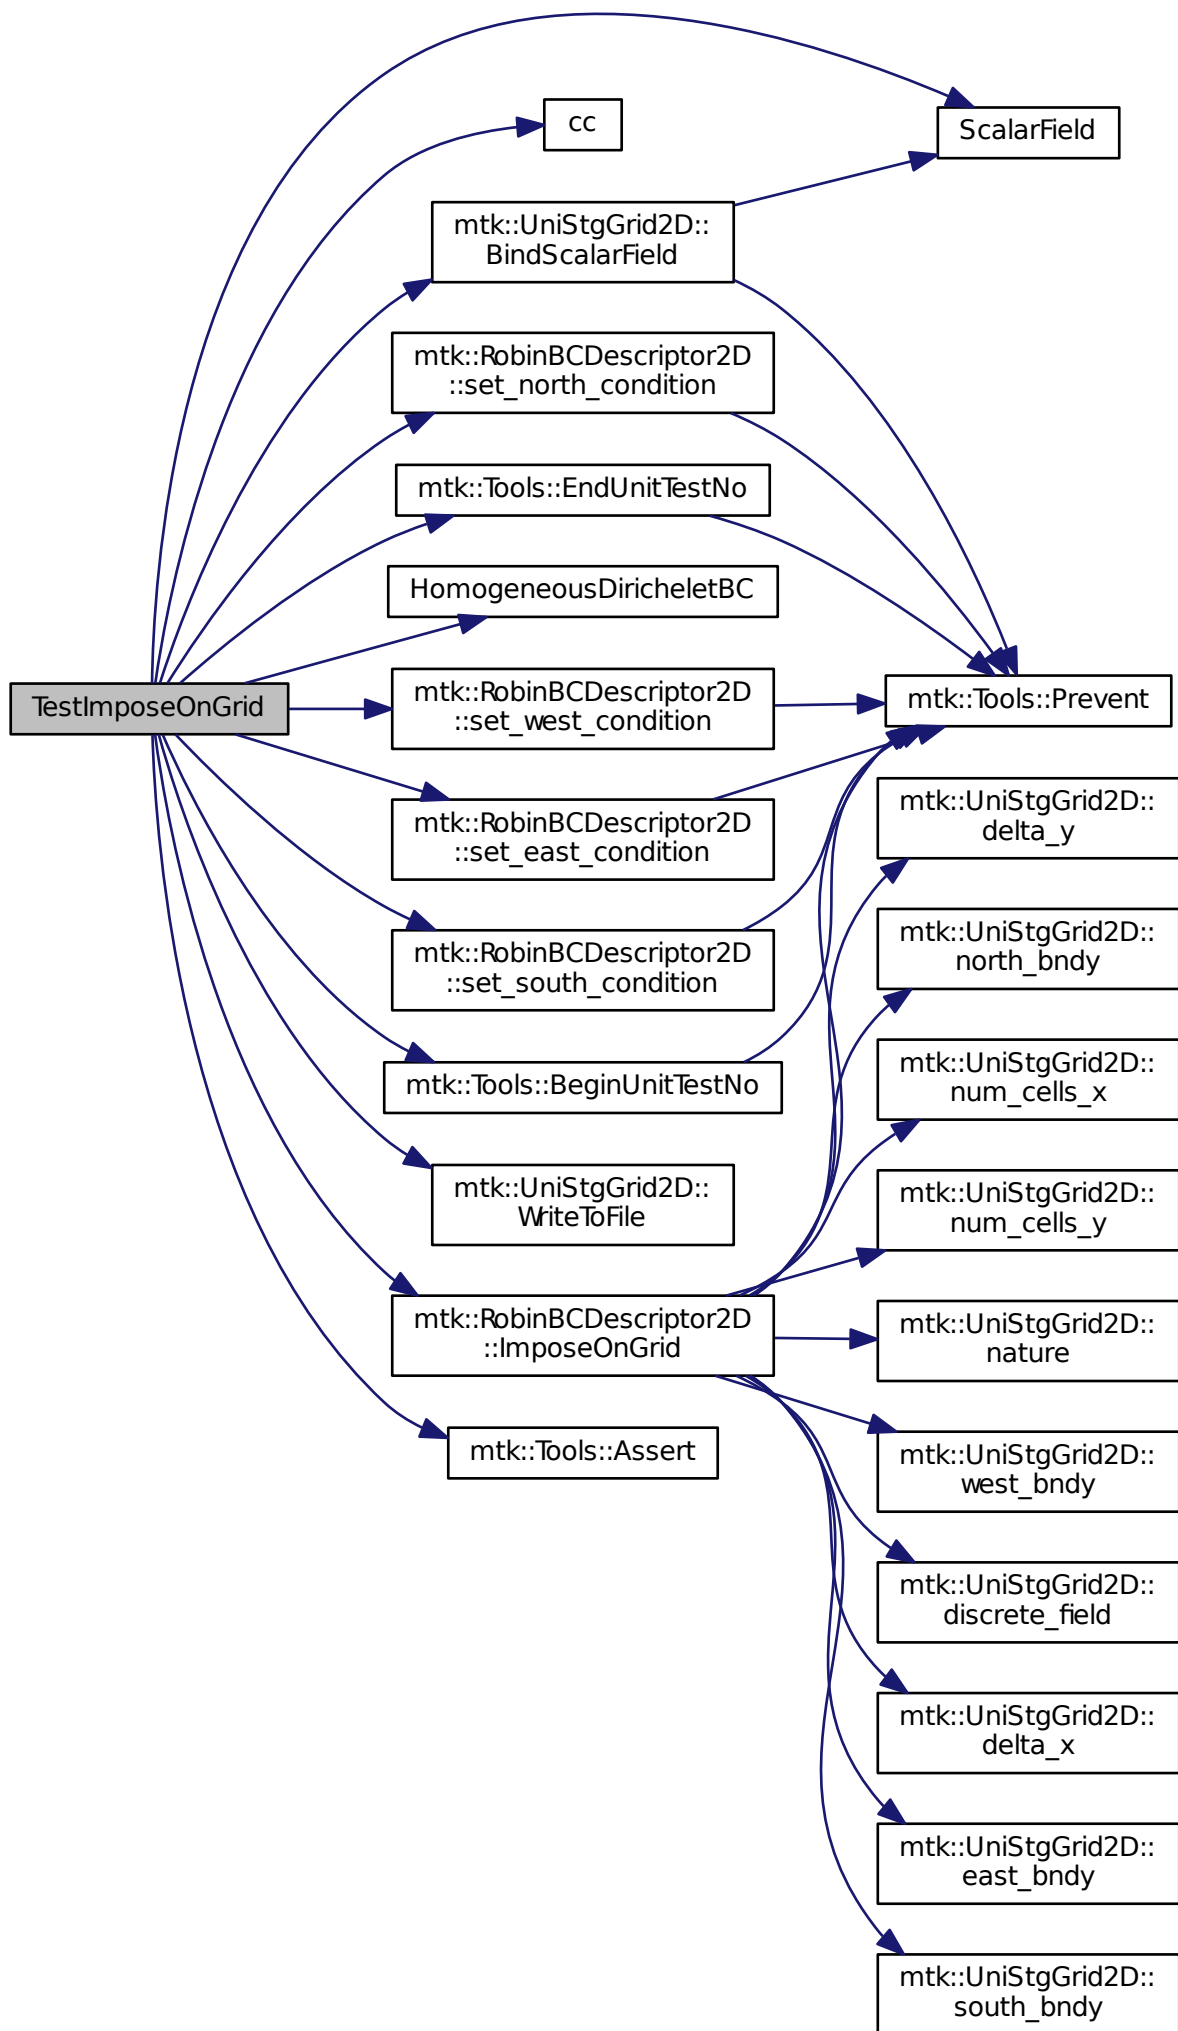 cc
ScalarField
mtk::UniStgGrid2D::
BindScalarField
mtk::RobinBCDescriptor2D
::set_north_condition
mtk::Tools::EndUnitTestNo
HomogeneousDiricheletBC
TestImposeOnGrid
mtk::RobinBCDescriptor2D
::set_west_condition
mtk::Tools::Prevent
mtk::RobinBCDescriptor2D
::set_east_condition
mtk::UniStgGrid2D::
delta_y
mtk::RobinBCDescriptor2D
::set_south_condition
mtk::UniStgGrid2D::
north_bndy
mtk::Tools::BeginUnitTestNo
mtk::UniStgGrid2D::
num_cells_x
mtk::UniStgGrid2D::
WriteToFile
mtk::UniStgGrid2D::
num_cells_y
mtk::RobinBCDescriptor2D
::ImposeOnGrid
mtk::UniStgGrid2D::
nature
mtk::Tools::Assert
mtk::UniStgGrid2D::
west_bndy
mtk::UniStgGrid2D::
discrete_field
mtk::UniStgGrid2D::
delta_x
mtk::UniStgGrid2D::
east_bndy
mtk::UniStgGrid2D::
south_bndy